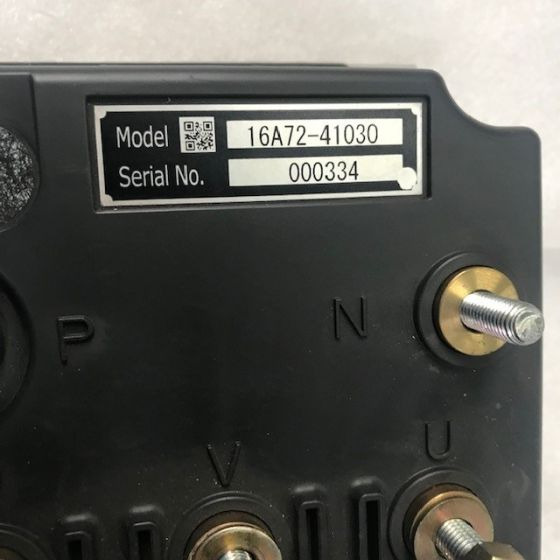 Model 16A72-41030
Serial No. 000334
P N
V U